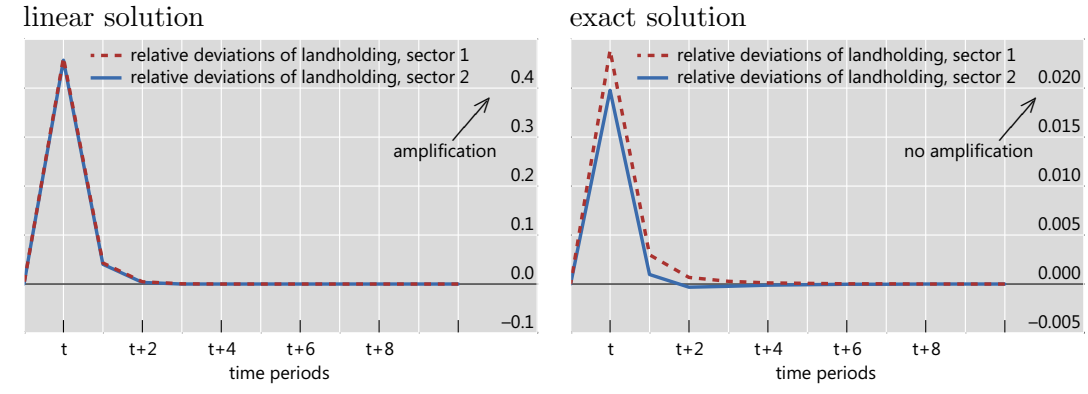 linear solution
relative deviations of landholding, sector 1
relative deviations of landholding, sector 2
0.4
0.3
amplification
0.2
0.1
0.0
−0.1
t t+2 t+4 t+6 t+8
time periods
exact solution
relative deviations of landholding, sector 1
relative deviations of landholding, sector 2
0.020
0.015
no amplification
0.010
0.005
0.000
−0.005
t t+2 t+4 t+6 t+8
time periods